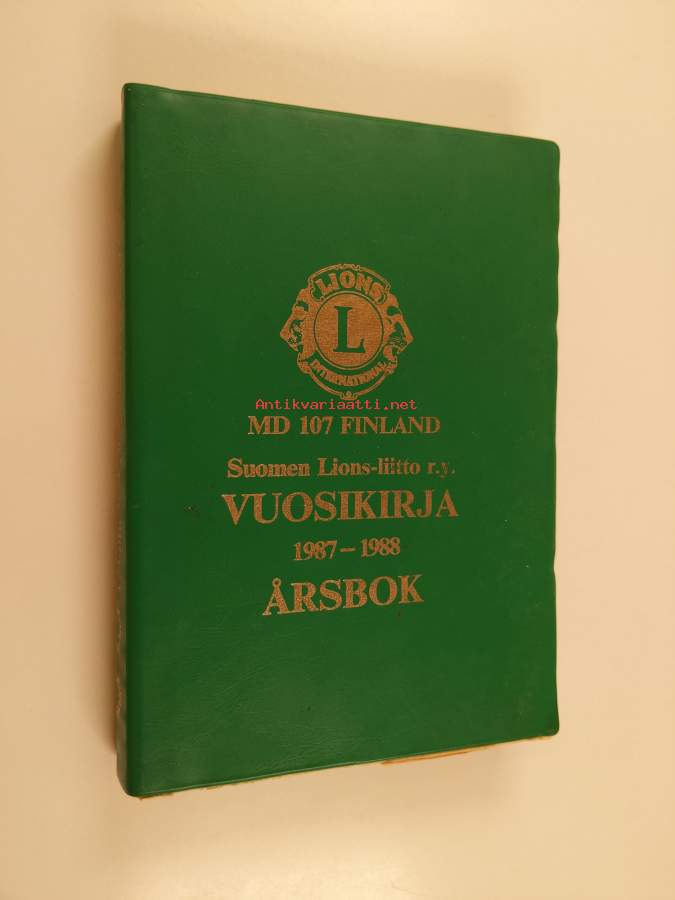 LIONS
L
INTERNATIONAL
Antikvariaatti.net
MD 107 FINLAND
Suomen Lions-liitto r.y.
VUOSIKIRJA
1987-1988
ÅRSBOK